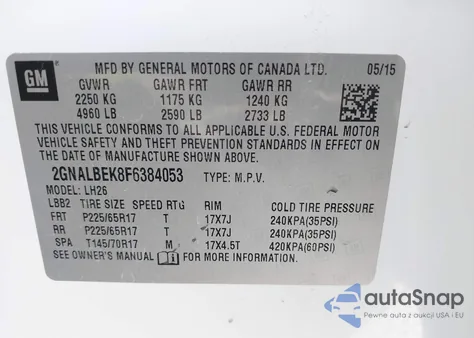 GM MFD BY GENERAL MOTORS OF CANADA LTD. 05/15
GVWR GAWR FRT GAWR RR
2250 KG 1175 KG 1240 KG
4960 LB 2590 LB 2733 LB
THIS VEHICLE CONFORMS TO ALL APPLICABLE U.S. FEDERAL MOTOR
VEHICLE SAFETY AND THEFT PREVENTION STANDARDS IN EFFECT
ON THE DATE OF MANUFACTURE SHOWN ABOVE.
2GNALBEK8F6384053 TYPE: M.P.V.
MODEL: LH26
LBB2 TIRE SIZE SPEED RTG RIM COLD TIRE PRESSURE
FRT P225/65R17 T 17X7J 240KPA(35PSI)
RR P225/65R17 T 17X7J 240KPA(35PSI)
SPA T145/70R17 M 17X4.5T 420KPA(60PSI)
SEE OWNER'S MANUAL FOR MORE INFORMATION.
autoSnap
Pewne auta z aukcji USA i EU